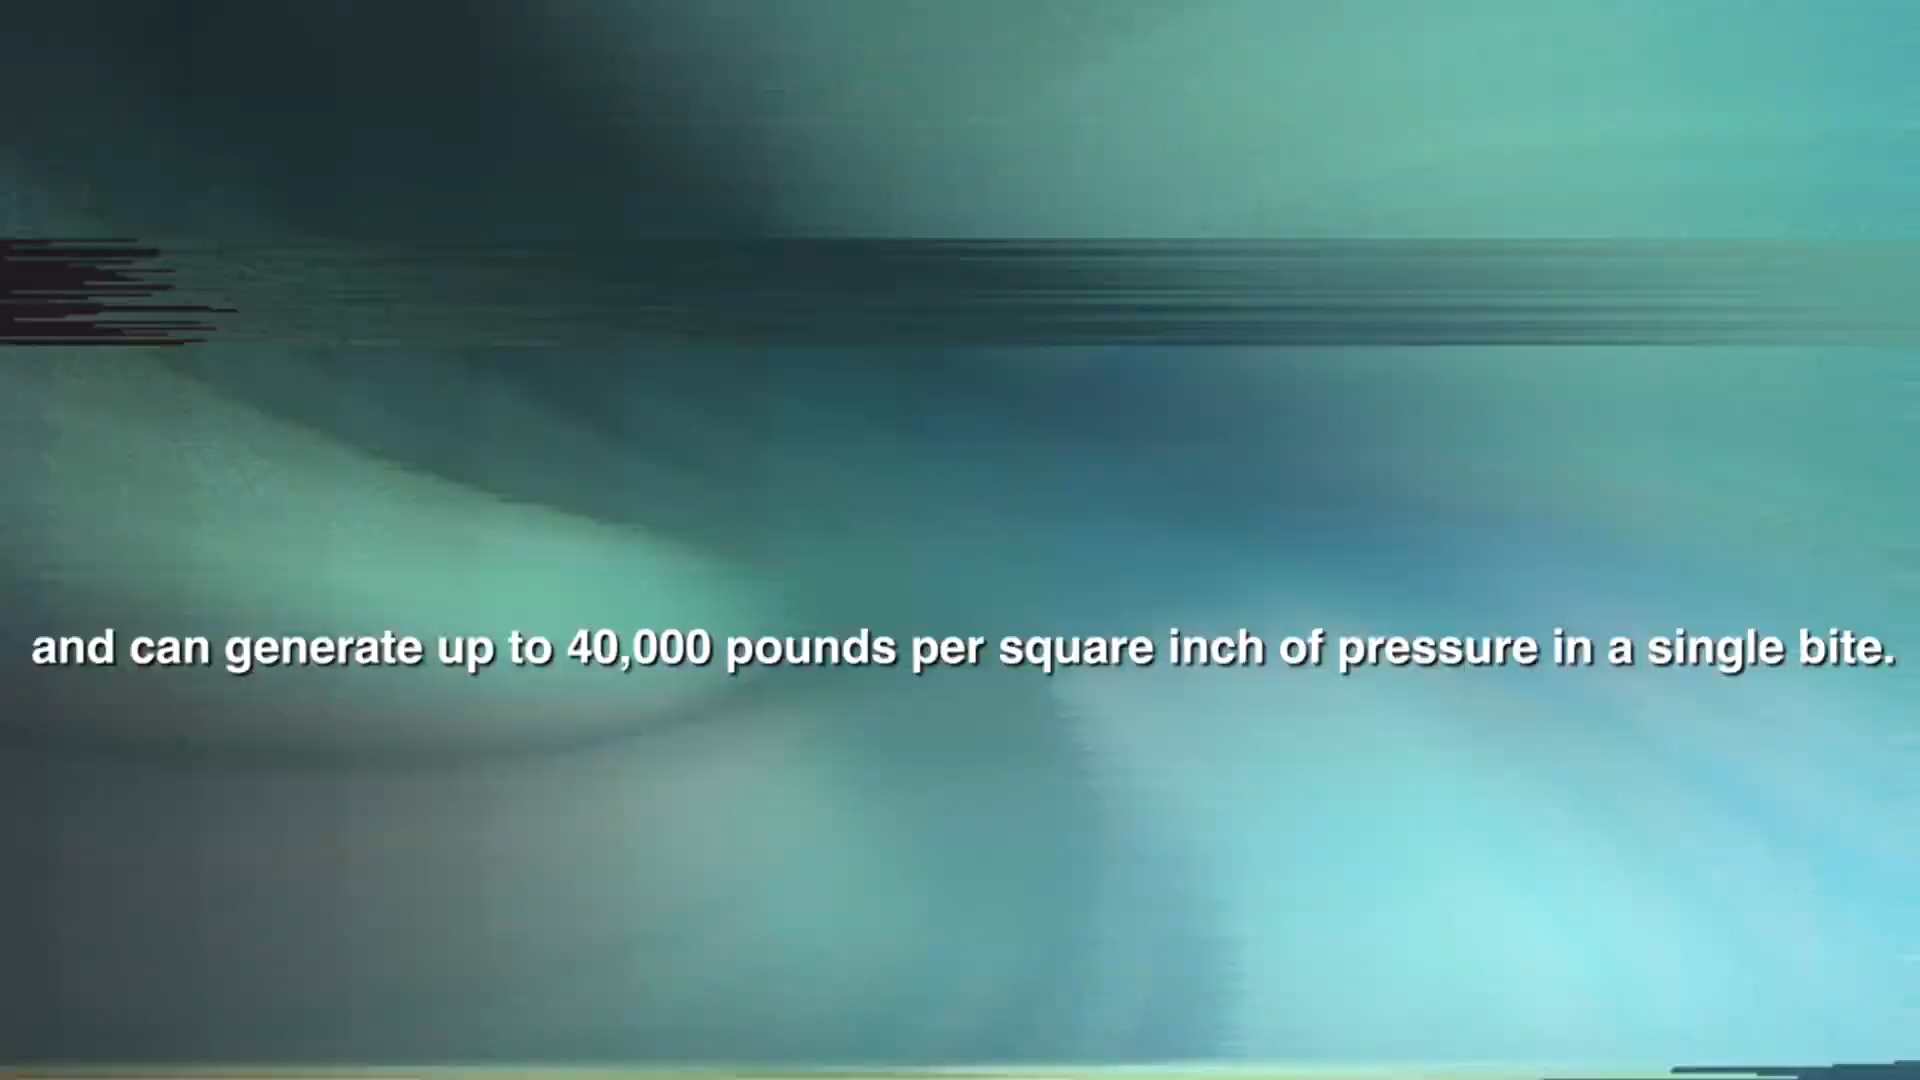 and can generate up to 40,000 pounds per square inch of pressure in a single bite.